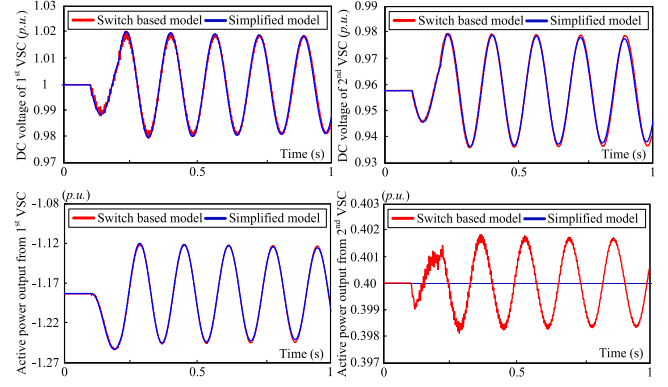 1.03
1.02
1.01
1
0.99
0.98
0.97
DC voltage of 1st VSC (p.u.)
Switch based model Simplified model
Time (s)
0 0.5 1
0.98
0.97
0.96
0.95
0.94
0.93
DC voltage of 2nd VSC (p.u.)
Switch based model Simplified model
Time (s)
0 0.5 1
(p.u.)
-1.08
-1.12
-1.17
-1.22
-1.27
Active power output from 1st VSC
Switch based model Simplified model
Time (s)
0 0.5 1
(p.u.)
0.403
0.402
0.401
0.40
0.399
0.398
0.397
Active power output from 2nd VSC
Switch based model Simplified model
Time (s)
0 0.5 1